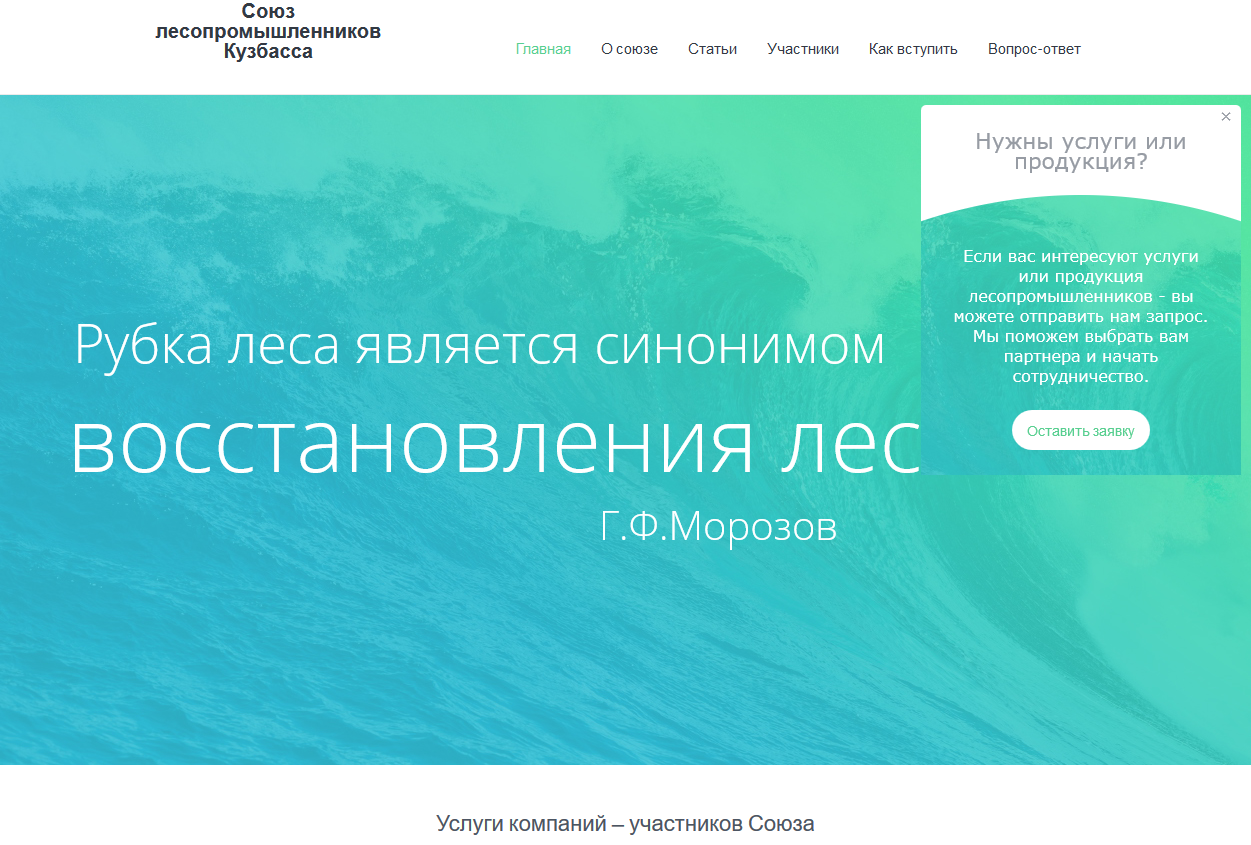 Союз
лесопромышленников
Кузбасса
Главная О союзе Статьи Участники Как вступить Вопрос-ответ
Рубка леса является синонимом
восстановления лес
Г.Ф.Морозов
×
Нужны услуги или
продукция?
Если вас интересуют услуги
или продукция
лесопромышленников - вы
можете отправить нам запрос.
Мы поможем выбрать вам
партнера и начать
сотрудничество.
Оставить заявку
Услуги компаний – участников Союза